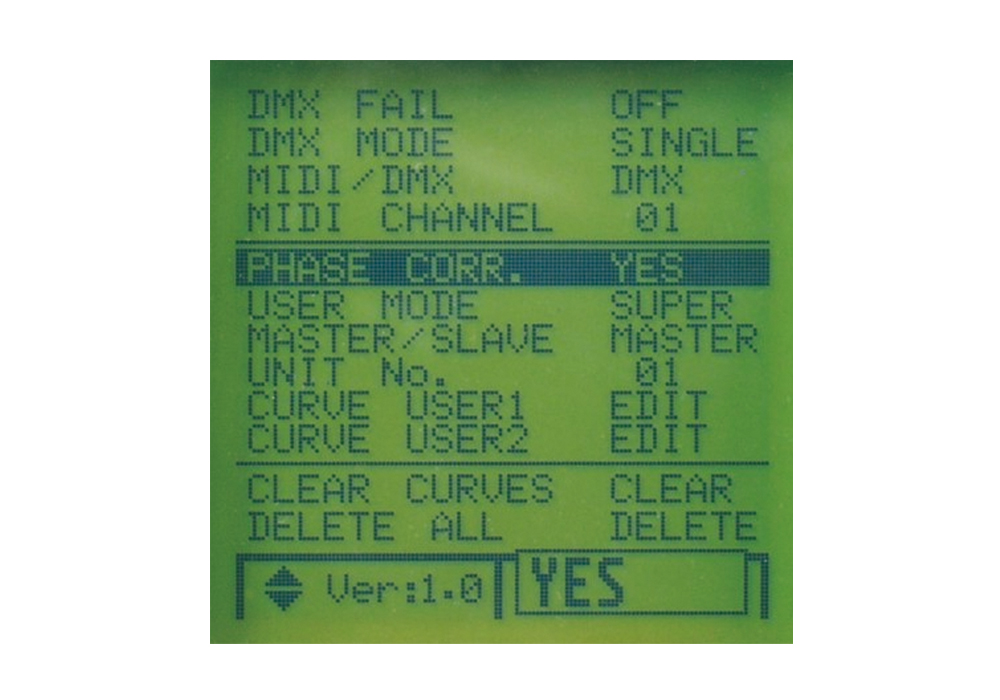 DMX FAIL OFF
DMX MODE SINGLE
MIDI/DMX DMX
MIDI CHANNEL 01
PHASE CORR. YES
USER MODE SUPER
MASTER/SLAVE MASTER
UNIT No. 01
CURVE USER1 EDIT
CURVE USER2 EDIT
CLEAR CURVES CLEAR
DELETE ALL DELETE
Ver:1.0 YES